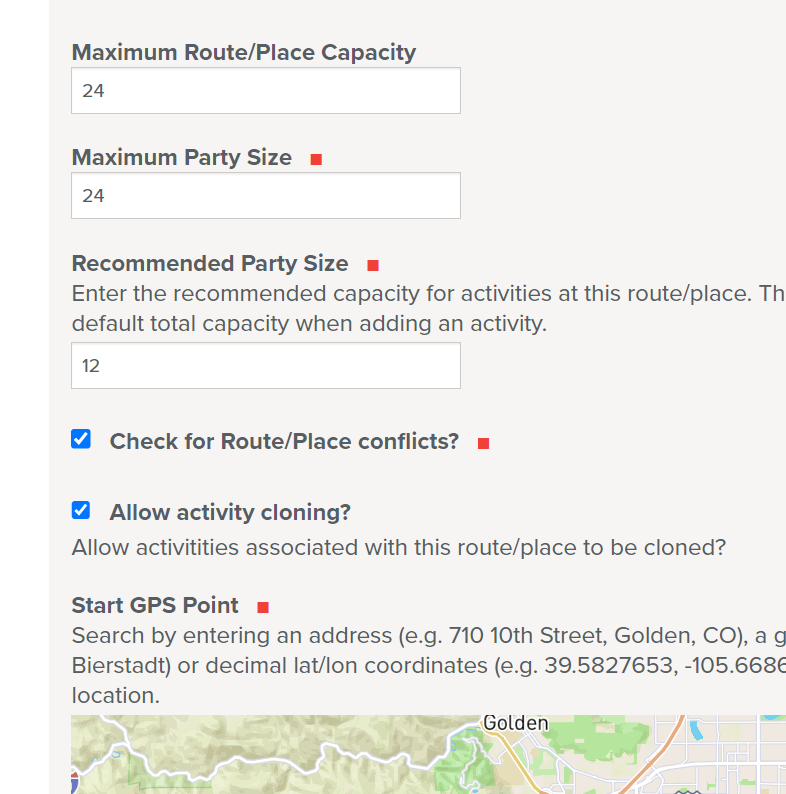 Maximum Route/Place Capacity
24
Maximum Party Size
24
Recommended Party Size
Enter the recommended capacity for activities at this route/place. Th
default total capacity when adding an activity.
12
Check for Route/Place conflicts?
Allow activity cloning?
Allow activitities associated with this route/place to be cloned?
Start GPS Point
Search by entering an address (e.g. 710 10th Street, Golden, CO), a g
Bierstadt) or decimal lat/lon coordinates (e.g. 39.5827653, -105.6686
location.
Golden